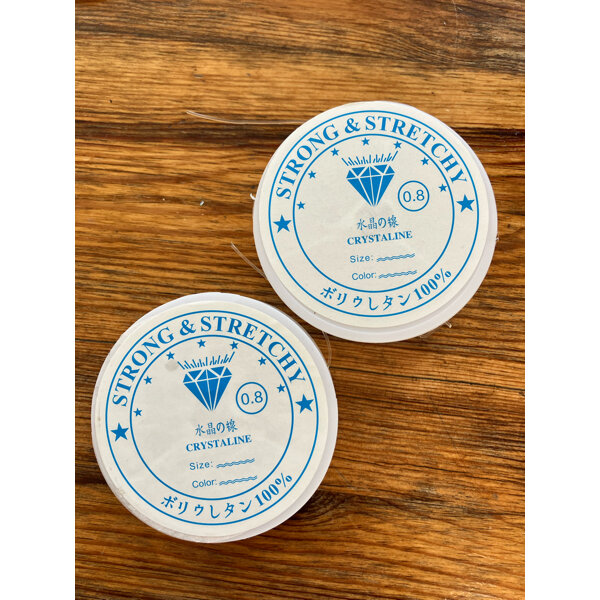 STRONG & STRETCHY
0.8
水晶の線
CRYSTALINE
Size:
Color:
ポリウしタン100%
STRONG & STRETCHY
0.8
水晶の線
CRYSTALINE
Size:
Color:
ポリウしタン100%